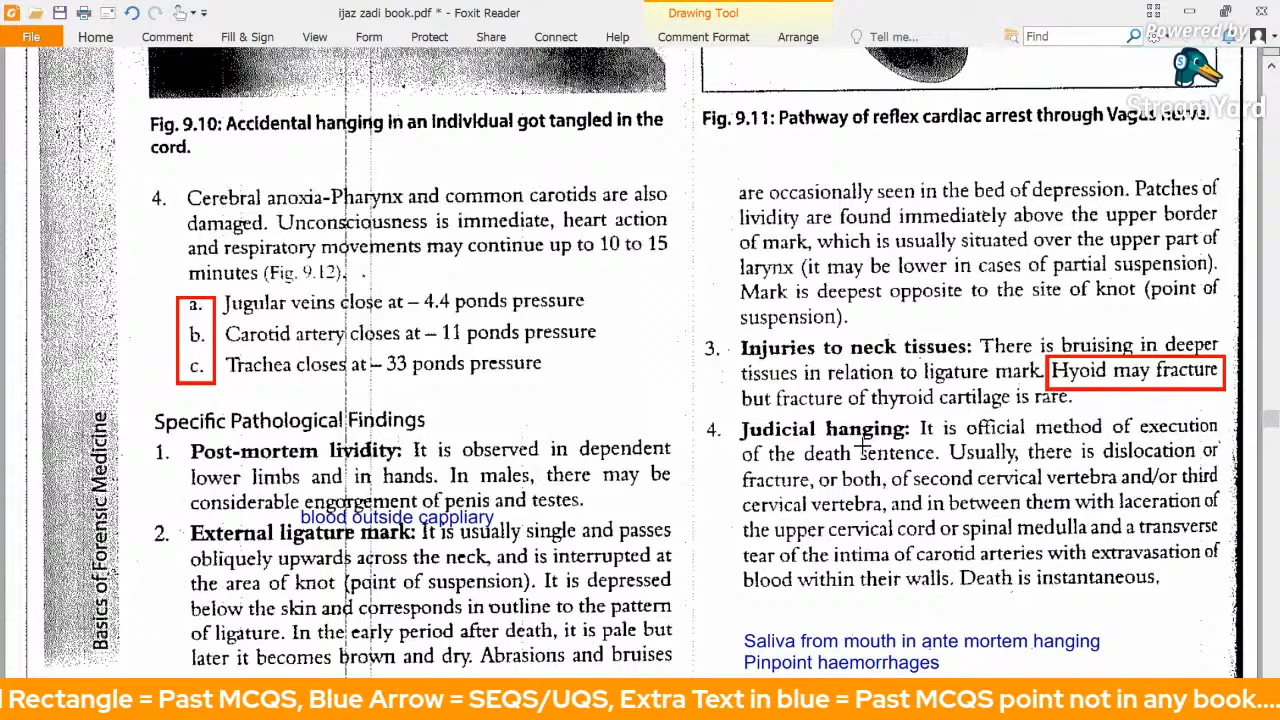 ijaz zadi book.pdf * - Foxit Reader
Drawing Tool
File Home Comment Fill & Sign View Form Protect Share Connect Help Comment Format Arrange Tell me... Find
Powered by
StreamYard
Fig. 9.10: Accidental hanging in an individual got tangled in the
cord.
4. Cerebral anoxia-Pharynx and common carotids are also
damaged. Unconsciousness is immediate, heart action
and respiratory movements may continue up to 10 to 15
minutes (Fig. 9.12).
a. Jugular veins close at – 4.4 ponds pressure
b. Carotid artery closes at – 11 ponds pressure
c. Trachea closes at – 33 ponds pressure
Specific Pathological Findings
1. Post-mortem lividity: It is observed in dependent
lower limbs and in hands. In males, there may be
considerable engorgement of penis and testes.
blood outside cappliary
2. External ligature mark: It is usually single and passes
obliquely upwards across the neck, and is interrupted at
the area of knot (point of suspension). It is depressed
below the skin and corresponds in outline to the pattern
of ligature. In the early period after death, it is pale but
later it becomes brown and dry. Abrasions and bruises
Basics of Forensic Medicine
Fig. 9.11: Pathway of reflex cardiac arrest through Vagus nerve.
are occasionally seen in the bed of depression. Patches of
lividity are found immediately above the upper border
of mark, which is usually situated over the upper part of
larynx (it may be lower in cases of partial suspension).
Mark is deepest opposite to the site of knot (point of
suspension).
3. Injuries to neck tissues: There is bruising in deeper
tissues in relation to ligature mark. Hyoid may fracture
but fracture of thyroid cartilage is rare.
4. Judicial hanging: It is official method of execution
of the death sentence. Usually, there is dislocation or
fracture, or both, of second cervical vertebra and/or third
cervical vertebra, and in between them with laceration of
the upper cervical cord or spinal medulla and a transverse
tear of the intima of carotid arteries with extravasation of
blood within their walls. Death is instantaneous.
Saliva from mouth in ante mortem hanging
Pinpoint haemorrhages
Rectangle = Past MCQS, Blue Arrow = SEQS/UQS, Extra Text in blue = Past MCQS point not in any book....